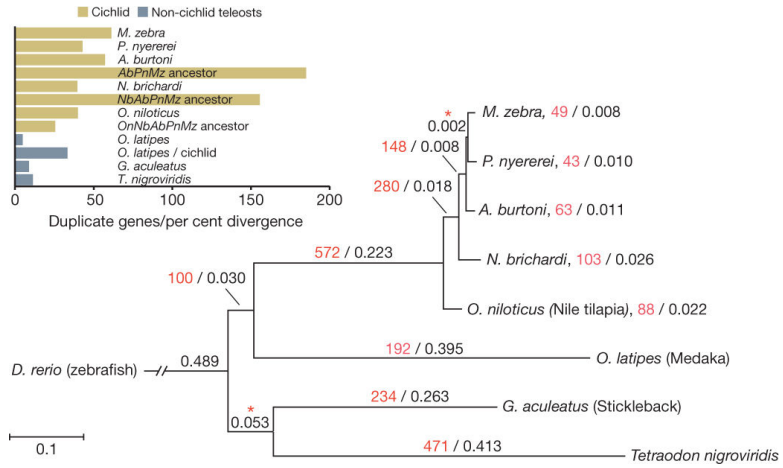 Cichlid Non-cichlid teleosts
M. zebra
P. nyererei
A. burtoni
AbPnMz ancestor
N. brichardi
NbAbPnMz ancestor
O. niloticus
OnNbAbPnMz ancestor
O. latipes
O. latipes / cichlid
G. aculeatus
T. nigroviridis
0 50 100 150 200
Duplicate genes/per cent divergence
*
0.002
M. zebra, 49 / 0.008
148 / 0.008
P. nyererei, 43 / 0.010
280 / 0.018
A. burtoni, 63 / 0.011
572 / 0.223
N. brichardi, 103 / 0.026
100 / 0.030
O. niloticus (Nile tilapia), 88 / 0.022
192 / 0.395
O. latipes (Medaka)
D. rerio (zebrafish)
0.489
234 / 0.263
G. aculeatus (Stickleback)
*
0.053
0.1
471 / 0.413
Tetraodon nigroviridis